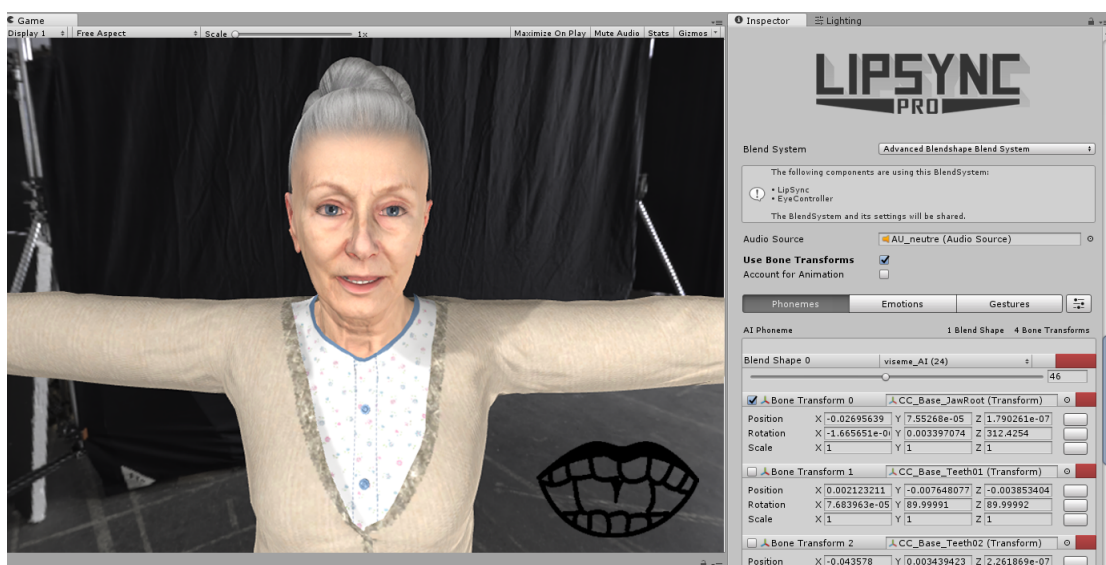 Game
Display 1 Free Aspect Scale 1x Maximize On Play Mute Audio Stats Gizmos
Inspector Lighting
LIPSYNC
PRO
Blend System Advanced Blendshape Blend System
The following components are using this BlendSystem:
• LipSync
• EyeController
The BlendSystem and its settings will be shared.
Audio Source AU_neutre (Audio Source)
Use Bone Transforms
Account for Animation
Phonemes Emotions Gestures
AI Phoneme 1 Blend Shape 4 Bone Transforms
Blend Shape 0 viseme_AI (24)
46
Bone Transform 0 CC_Base_JawRoot (Transform)
Position X -0.02695639 Y 7.55268e-05 Z 1.790261e-07
Rotation X -1.665651e-0 Y 0.003397074 Z 312.4254
Scale X 1 Y 1 Z 1
Bone Transform 1 CC_Base_Teeth01 (Transform)
Position X 0.002123211 Y -0.007648077 Z -0.003853404
Rotation X 7.683963e-05 Y 89.99991 Z 89.99992
Scale X 1 Y 1 Z 1
Bone Transform 2 CC_Base_Teeth02 (Transform)
Position X -0.043578 Y 0.003439423 Z 2.261869e-07